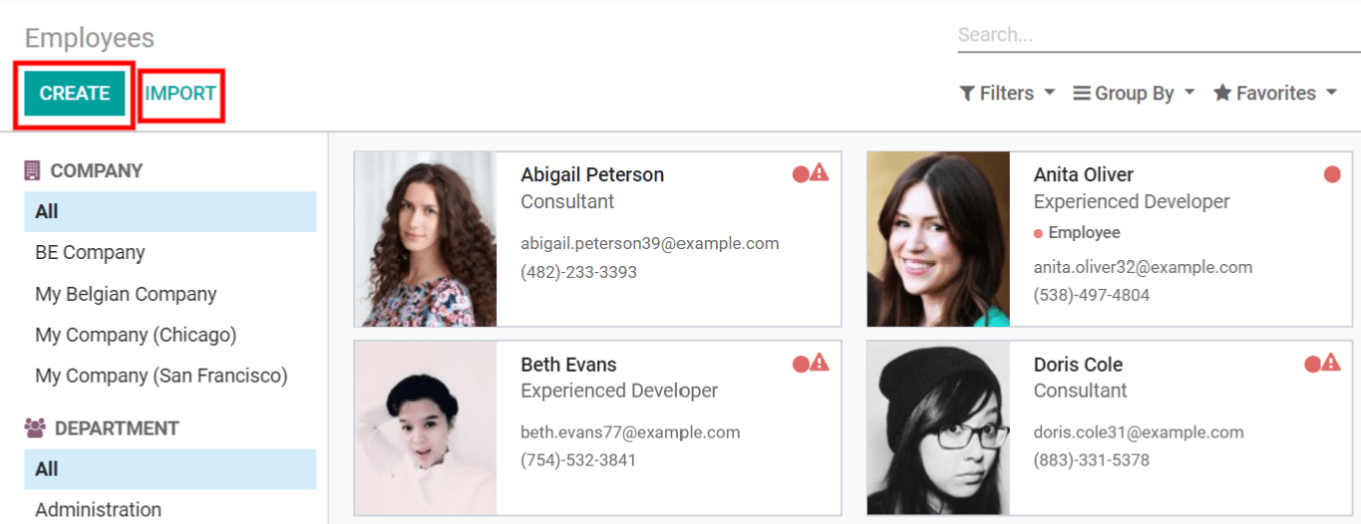 Employees
Search...
CREATE
IMPORT
Filters
Group By
Favorites
COMPANY
All
BE Company
My Belgian Company
My Company (Chicago)
My Company (San Francisco)
DEPARTMENT
All
Administration
Abigail Peterson
Consultant
abigail.peterson39@example.com
(482)-233-3393
Anita Oliver
Experienced Developer
Employee
anita.oliver32@example.com
(538)-497-4804
Beth Evans
Experienced Developer
beth.evans77@example.com
(754)-532-3841
Doris Cole
Consultant
doris.cole31@example.com
(883)-331-5378